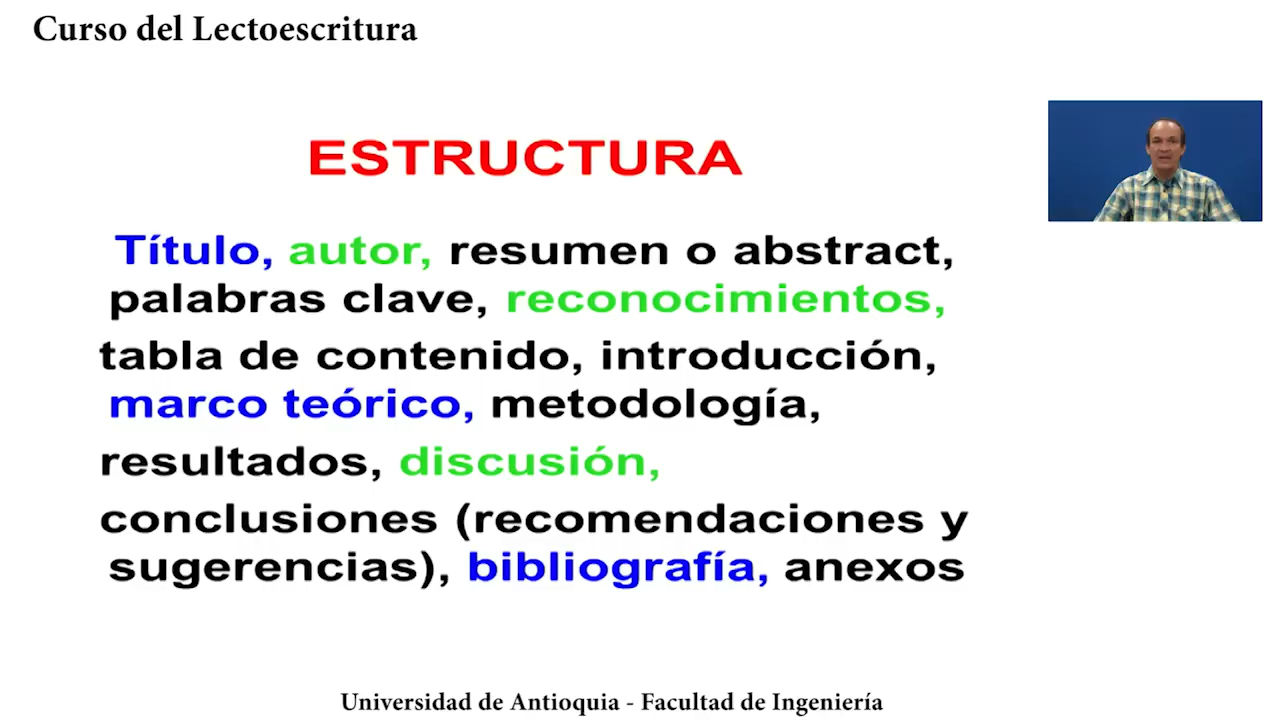 Curso del Lectoescritura
ESTRUCTURA
Título, autor, resumen o abstract,
palabras clave, reconocimientos,
tabla de contenido, introducción,
marco teórico, metodología,
resultados, discusión,
conclusiones (recomendaciones y
sugerencias), bibliografía, anexos
Universidad de Antioquia - Facultad de Ingeniería